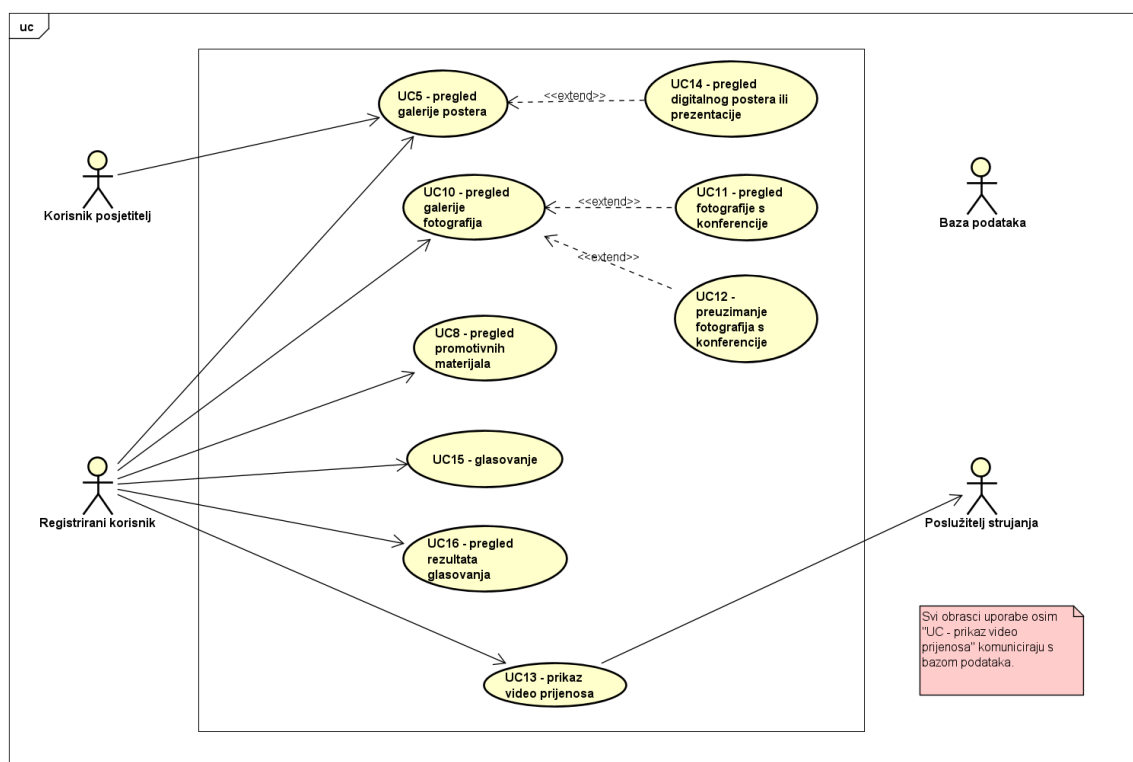 uc
UC5 - pregled
galerije postera
<<extend>>
UC14 - pregled
digitalnog postera ili
prezentacije
Korisnik posjetitelj
UC10 - pregled
galerije
fotografija
<<extend>>
UC11 - pregled
fotografije s
konferencije
Baza podataka
<<extend>>
UC12 -
preuzimanje
fotografija s
konferencije
UC8 - pregled
promotivnih
materijala
UC15 - glasovanje
Registrirani korisnik
Poslužitelj strujanja
UC16 - pregled
rezultata
glasovanja
Svi obrasci uporabe osim
"UC - prikaz video
prijenosa" komuniciraju s
bazom podataka.
UC13 - prikaz
video prijenosa